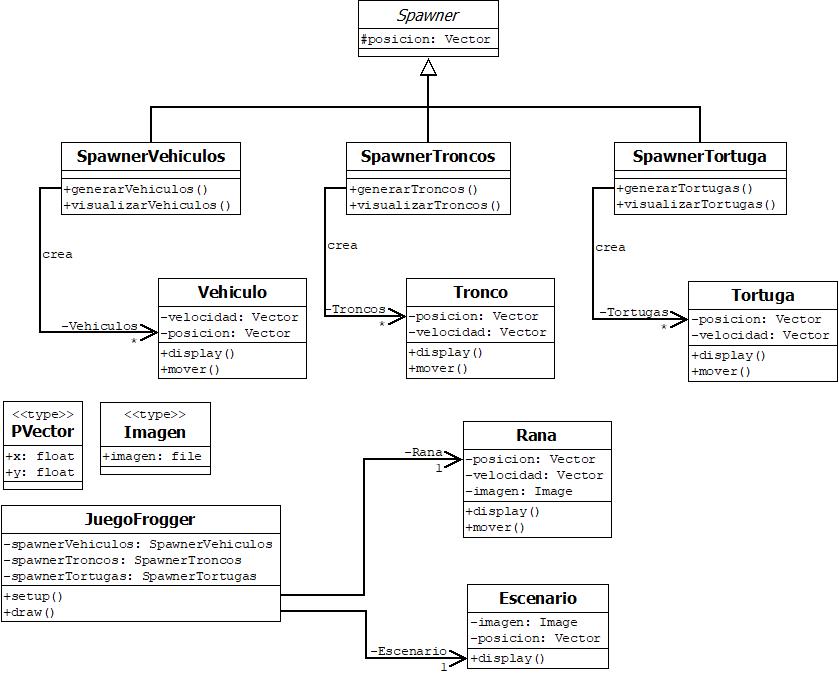 Spawner
#posicion: Vector
SpawnerVehiculos
+generarVehiculos()
+visualizarVehiculos()
SpawnerTroncos
+generarTroncos()
+visualizarTroncos()
SpawnerTortuga
+generarTortugas()
+visualizarTortugas()
crea
crea
crea
-Vehiculos
*
Vehiculo
-velocidad: Vector
-posicion: Vector
+display()
+mover()
-Troncos
*
Tronco
-posicion: Vector
-velocidad: Vector
+display()
+mover()
-Tortugas
*
Tortuga
-posicion: Vector
-velocidad: Vector
+display()
+mover()
<<type>>
PVector
+x: float
+y: float
<<type>>
Imagen
+imagen: file
-Rana
1
Rana
-posicion: Vector
-velocidad: Vector
-imagen: Image
+display()
+mover()
JuegoFrogger
-spawnerVehiculos: SpawnerVehiculos
-spawnerTroncos: SpawnerTroncos
-spawnerTortugas: SpawnerTortugas
+setup()
+draw()
-Escenario
1
Escenario
-imagen: Image
-posicion: Vector
+display()